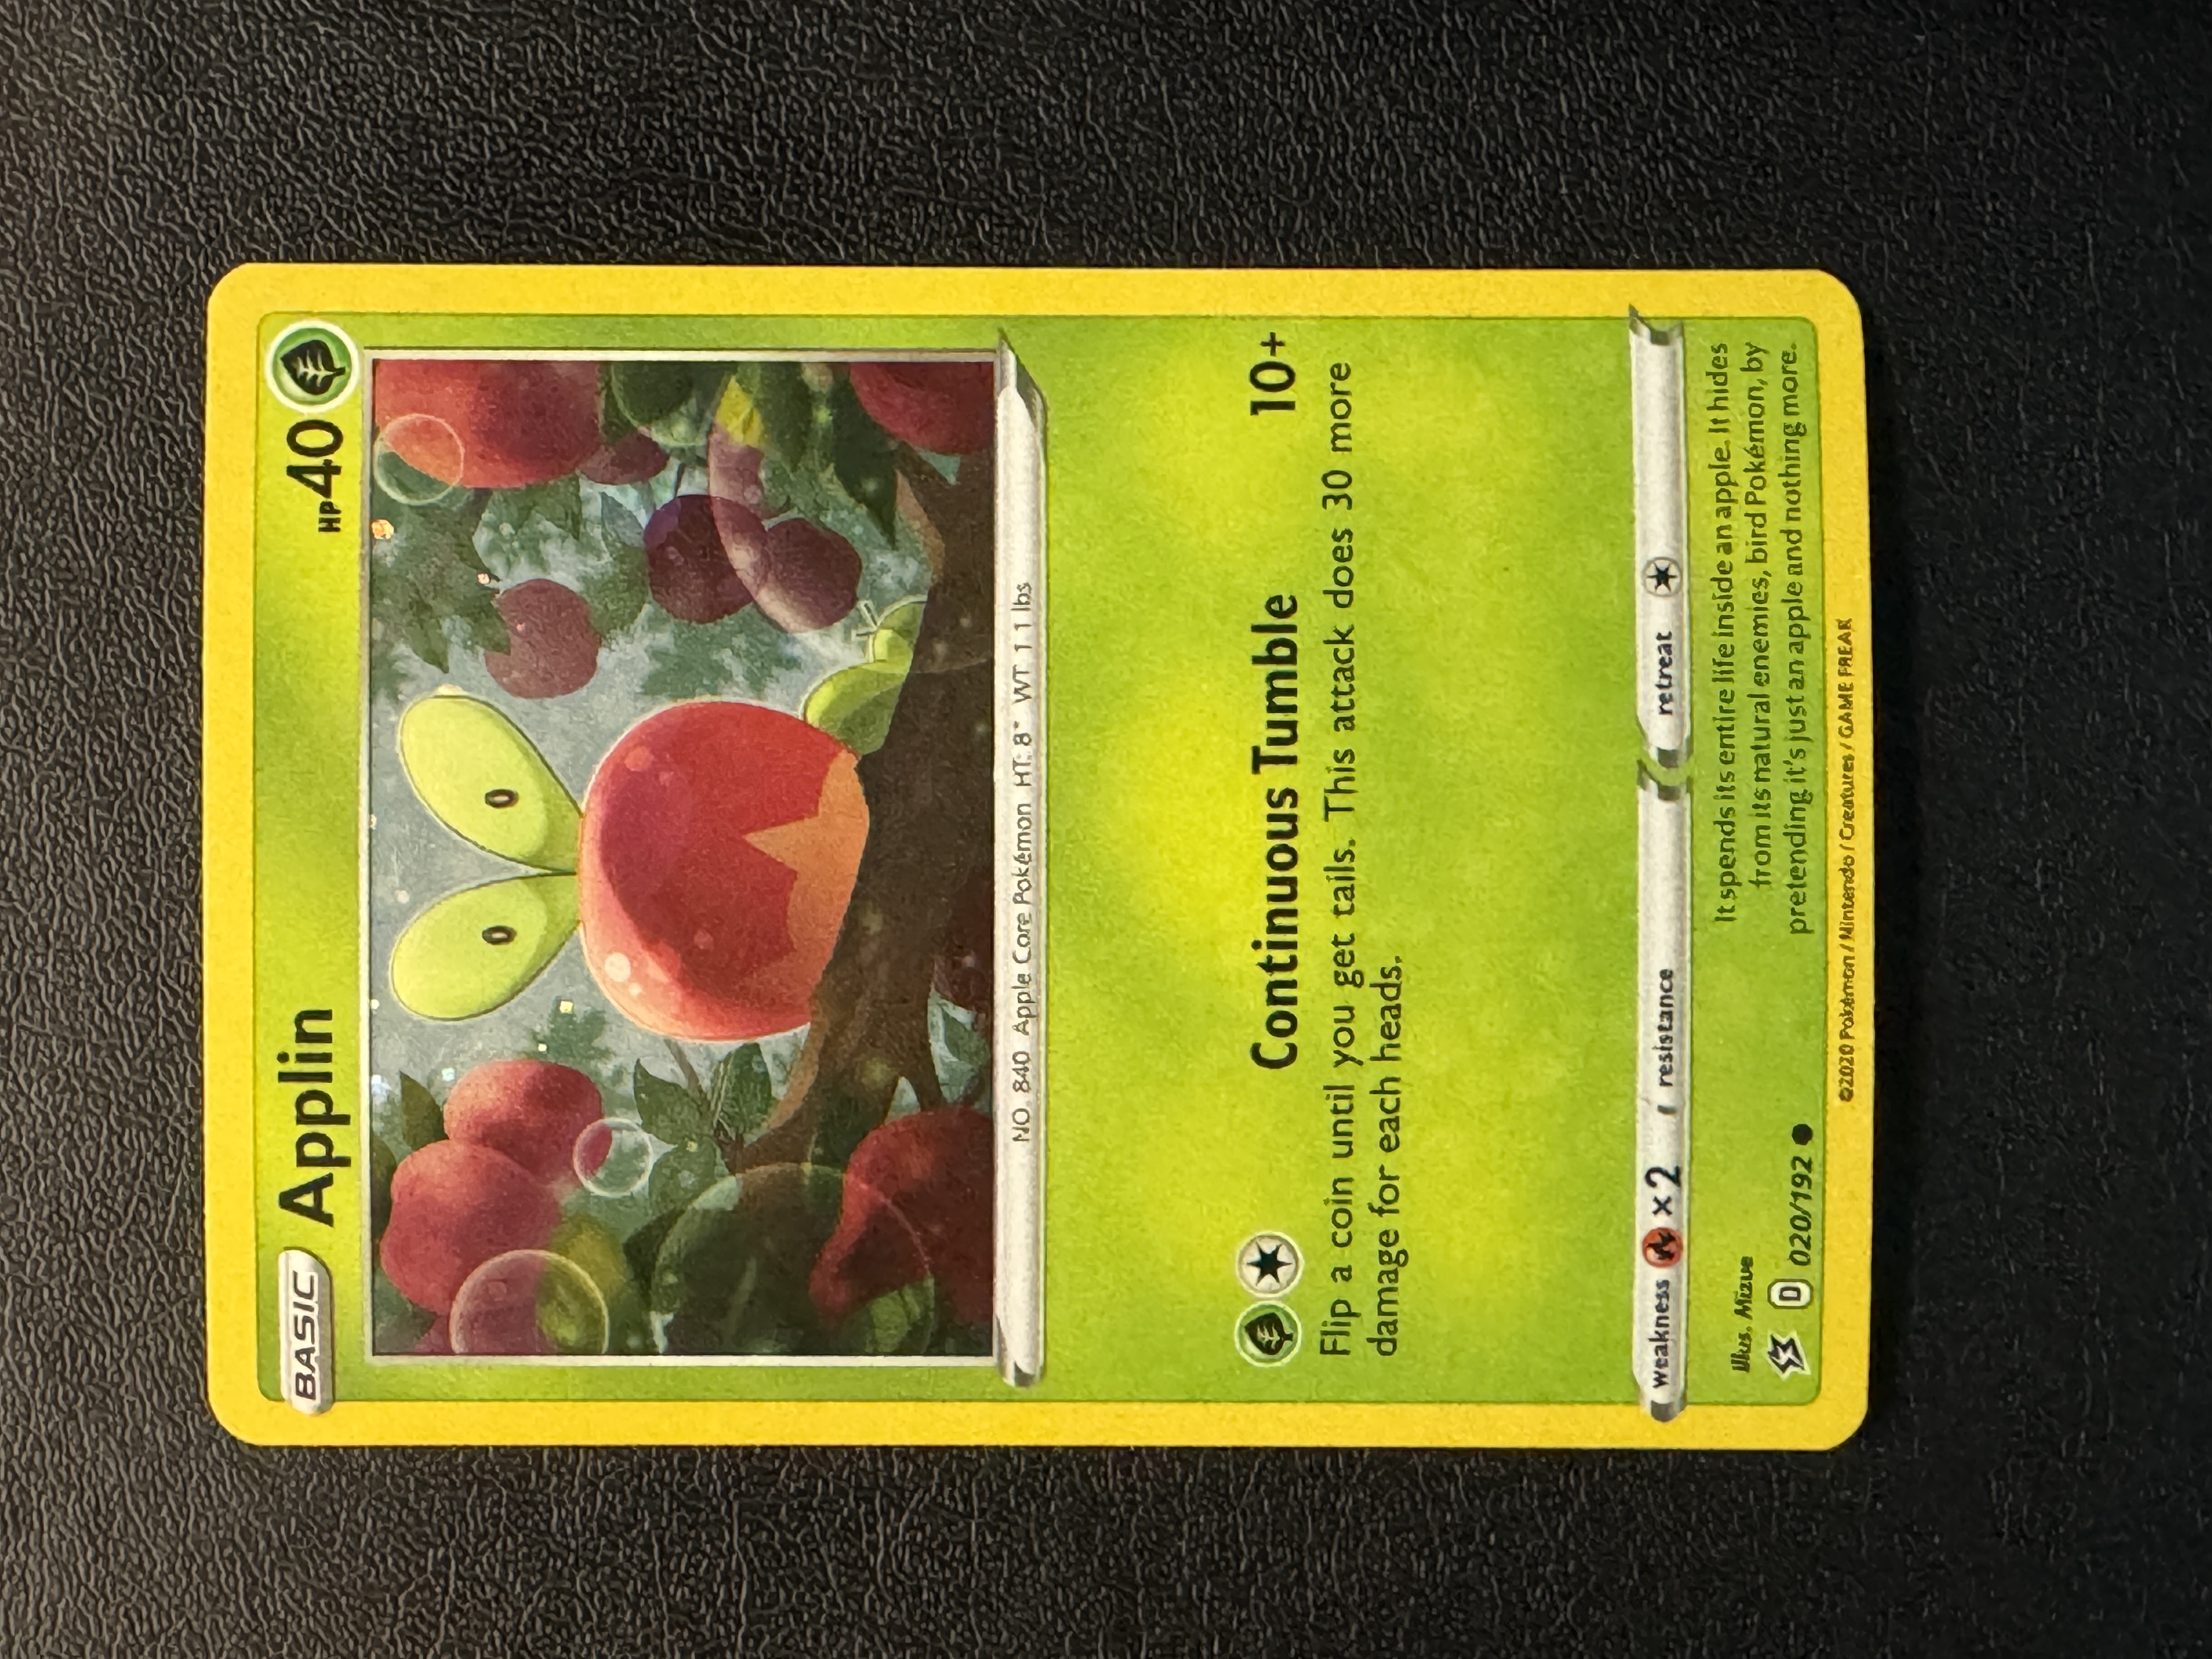 BASIC Applin HP 40
NO. 840 Apple Core Pokémon HT: 8" WT 1 1 lbs
Continuous Tumble 10+
Flip a coin until you get tails. This attack does 30 more
damage for each heads.
weakness ×2 resistance retreat
Illus. Mizue
It spends its entire life inside an apple. It hides
from its natural enemies, bird Pokémon, by
pretending it's just an apple and nothing more.
D 020/192
©2020 Pokémon / Nintendo / Creatures / GAME FREAK